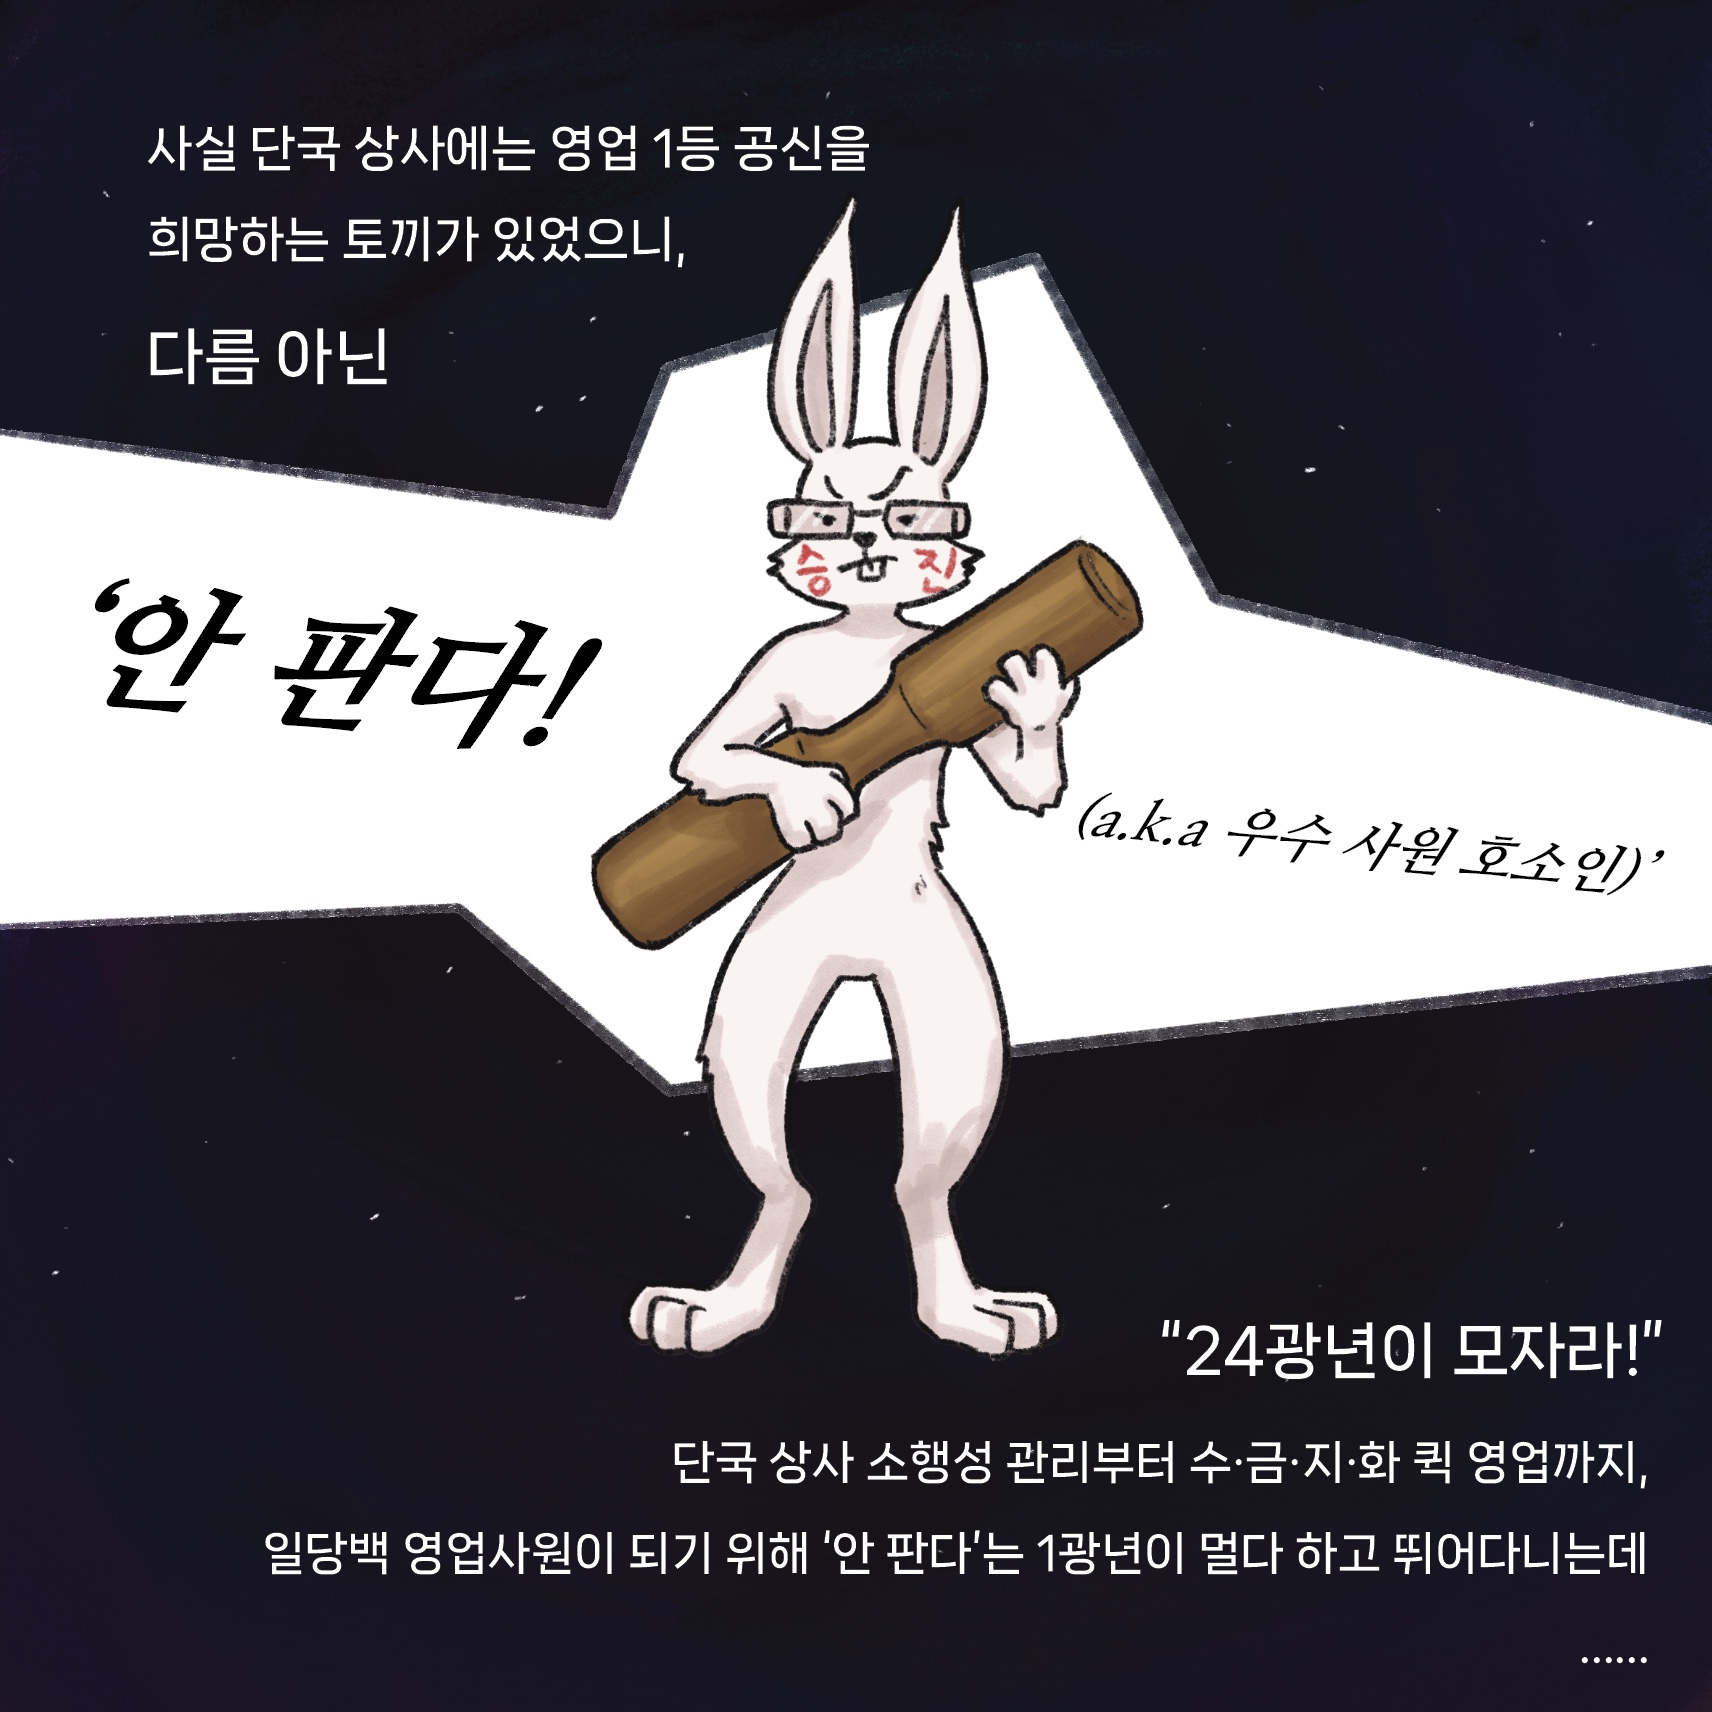 사실 단국 상사에는 영업 1등 공신을
희망하는 토끼가 있었으니,
다름 아닌
승 진
‘안 판다!
(a.k.a 우수 사원 호소인)’
"24광년이 모자라!"
단국 상사 소행성 관리부터 수·금·지·화 퀵 영업까지,
일당백 영업사원이 되기 위해 ‘안 판다’는 1광년이 멀다 하고 뛰어다니는데
......